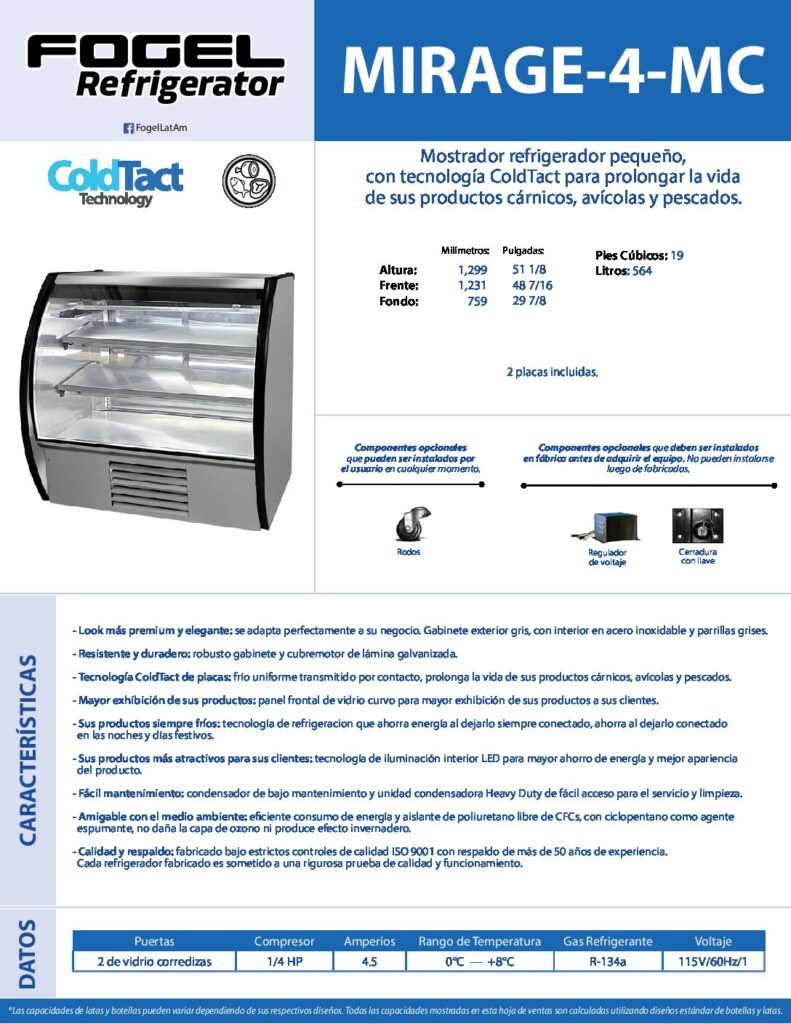 FOGEL
Refrigerator
FogelLatAm
MIRAGE-4-MC
ColdTact
Technology
Mostrador refrigerador pequeño,
con tecnología ColdTact para prolongar la vida
de sus productos cárnicos, avícolas y pescados.
Milímetros: Pulgadas:
Altura: 1,299 51 1/8
Frente: 1,231 48 7/16
Fondo: 759 29 7/8
Pies Cúbicos: 19
Litros: 564
2 placas incluidas.
Componentes opcionales
que pueden ser instalados por
el usuario en cualquier momento.
Rodos
Componentes opcionales que deben ser instalados
en fábrica antes de adquirir el equipo. No pueden instalarse
luego de fabricados.
Regulador
de voltaje
Cerradura
con llave
CARACTERÍSTICAS
- Look más premium y elegante: se adapta perfectamente a su negocio. Gabinete exterior gris, con interior en acero inoxidable y parrillas grises.
- Resistente y duradero: robusto gabinete y cubremotor de lámina galvanizada.
- Tecnología ColdTact de placas: frío uniforme transmitido por contacto, prolonga la vida de sus productos cárnicos, avícolas y pescados.
- Mayor exhibición de sus productos: panel frontal de vidrio curvo para mayor exhibición de sus productos a sus clientes.
- Sus productos siempre fríos: tecnología de refrigeracion que ahorra energía al dejarlo siempre conectado, ahorra al dejarlo conectado
en las noches y días festivos.
- Sus productos más atractivos para sus clientes: tecnología de iluminación interior LED para mayor ahorro de energía y mejor apariencia
del producto.
- Fácil mantenimiento: condensador de bajo mantenimiento y unidad condensadora Heavy Duty de fácil acceso para el servicio y limpieza.
- Amigable con el medio ambiente: eficiente consumo de energía y aislante de poliuretano libre de CFCs, con ciclopentano como agente
espumante, no daña la capa de ozono ni produce efecto invernadero.
- Calidad y respaldo: fabricado bajo estrictos controles de calidad ISO 9001 con respaldo de más de 50 años de experiencia.
Cada refrigerador fabricado es sometido a una rigurosa prueba de calidad y funcionamiento.
DATOS
Puertas Compresor Amperios Rango de Temperatura Gas Refrigerante Voltaje
2 de vidrio corredizas 1/4 HP 4.5 0°C — +8°C R-134a 115V/60Hz/1
*Las capacidades de latas y botellas pueden variar dependiendo de sus respectivos diseños. Todas las capacidades mostradas en esta hoja de ventas son calculadas utilizando diseños estándar de botellas y latas.